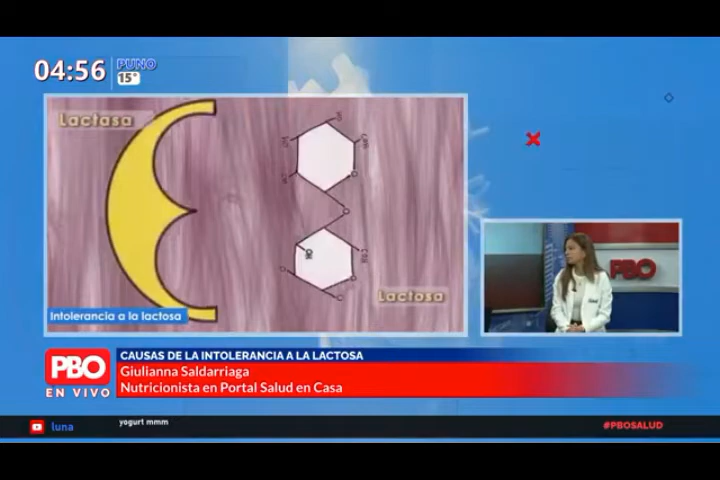 04:56
PUNO
15°
Lactasa
Lactosa
Intolerancia a la lactosa
PBO
PBO
EN VIVO
CAUSAS DE LA INTOLERANCIA A LA LACTOSA
Giulianna Saldarriaga
Nutricionista en Portal Salud en Casa
luna
yogurt mmm
#PBOSALUD